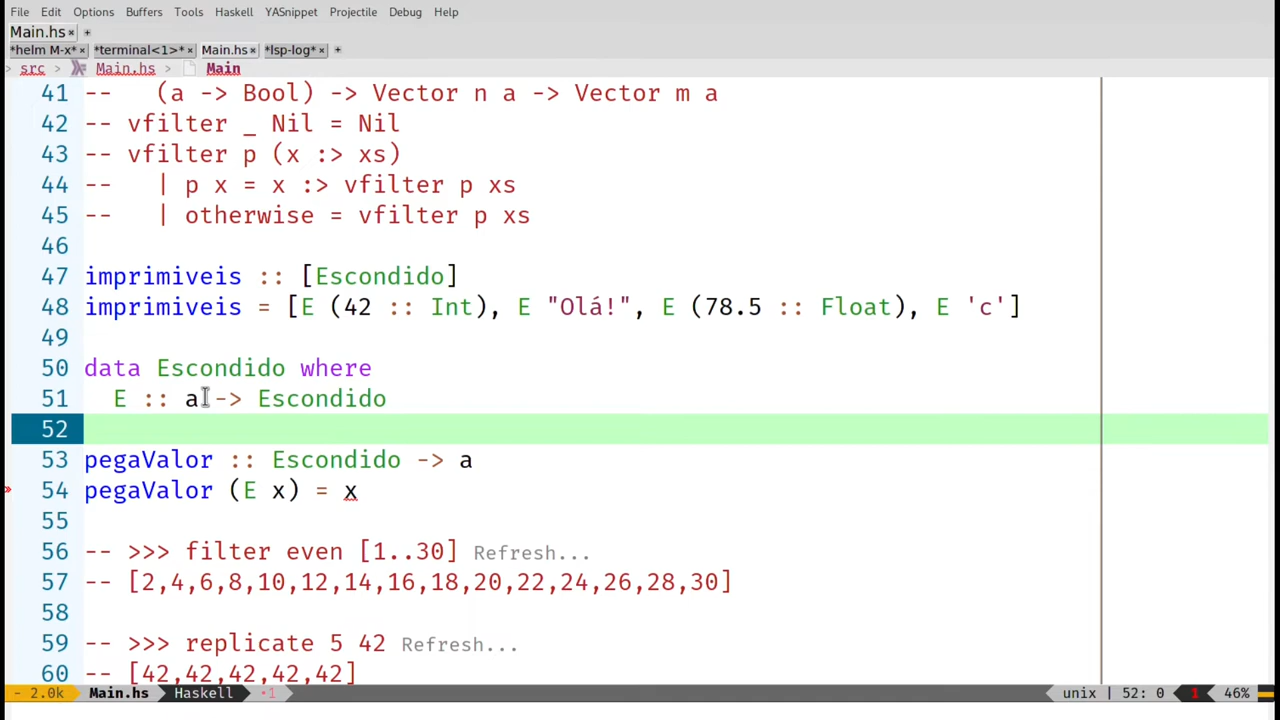 File Edit Options Buffers Tools Haskell YASnippet Projectile Debug Help
Main.hs × +
*helm M-x* × *terminal<1>* × Main.hs × *lsp-log* × +
> src > Main.hs > Main
41 --   (a -> Bool) -> Vector n a -> Vector m a
42 -- vfilter _ Nil = Nil
43 -- vfilter p (x :> xs)
44 --   | p x = x :> vfilter p xs
45 --   | otherwise = vfilter p xs
46
47 imprimiveis :: [Escondido]
48 imprimiveis = [E (42 :: Int), E "Olá!", E (78.5 :: Float), E 'c']
49
50 data Escondido where
51   E :: a -> Escondido
52
53 pegaValor :: Escondido -> a
» 54 pegaValor (E x) = x
55
56 -- >>> filter even [1..30] Refresh...
57 -- [2,4,6,8,10,12,14,16,18,20,22,24,26,28,30]
58
59 -- >>> replicate 5 42 Refresh...
60 -- [42,42,42,42,42]
- 2.0k Main.hs Haskell •1 unix | 52: 0 1 46%